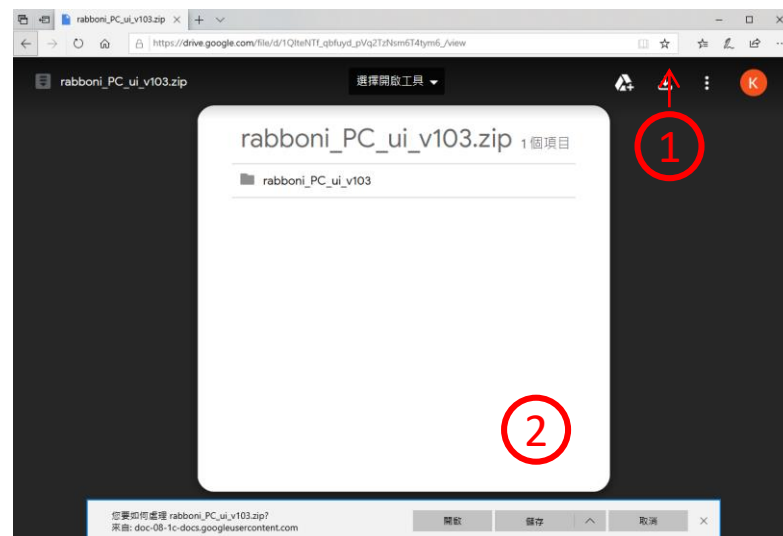 rabboni_PC_ui_v103.zip
https://drive.google.com/file/d/1QlteNTf_qbfuyd_pVq2TzNsm6T4tym6_/view
rabboni_PC_ui_v103.zip
選擇開啟工具
K
rabboni_PC_ui_v103.zip 1 個項目
1
rabboni_PC_ui_v103
2
您要如何處理 rabboni_PC_ui_v103.zip?
來自: doc-08-1c-docs.googleusercontent.com
開啟 儲存 取消